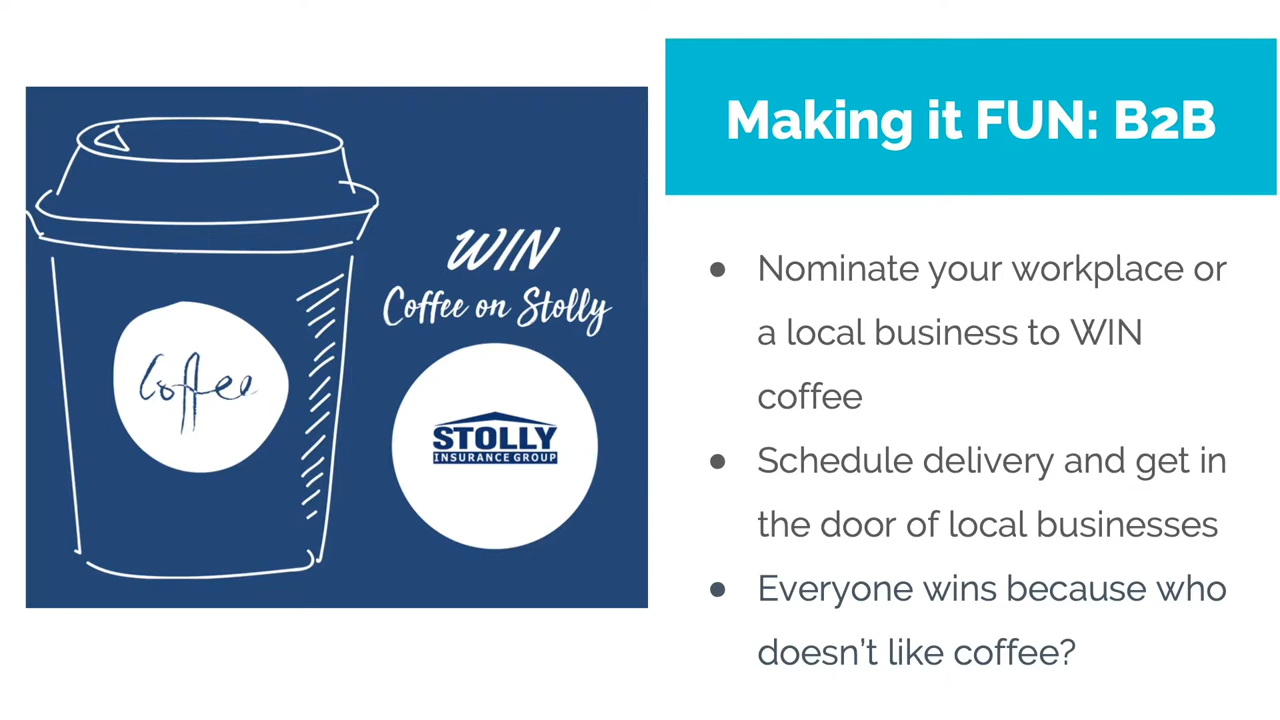 Coffee
WIN
Coffee on Stolly
STOLLY
INSURANCE GROUP
Making it FUN: B2B
● Nominate your workplace or
a local business to WIN
coffee
● Schedule delivery and get in
the door of local businesses
● Everyone wins because who
doesn’t like coffee?